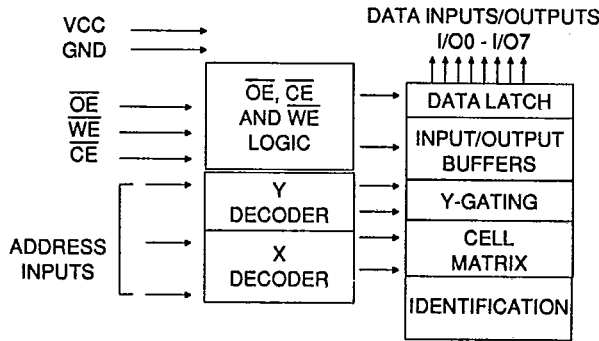 DATA INPUTS/OUTPUTS
I/O0 - I/O7
VCC
GND
OE
WE
CE
OE, CE
AND WE
LOGIC
Y
DECODER
X
DECODER
ADDRESS
INPUTS
DATA LATCH
INPUT/OUTPUT
BUFFERS
Y-GATING
CELL
MATRIX
IDENTIFICATION